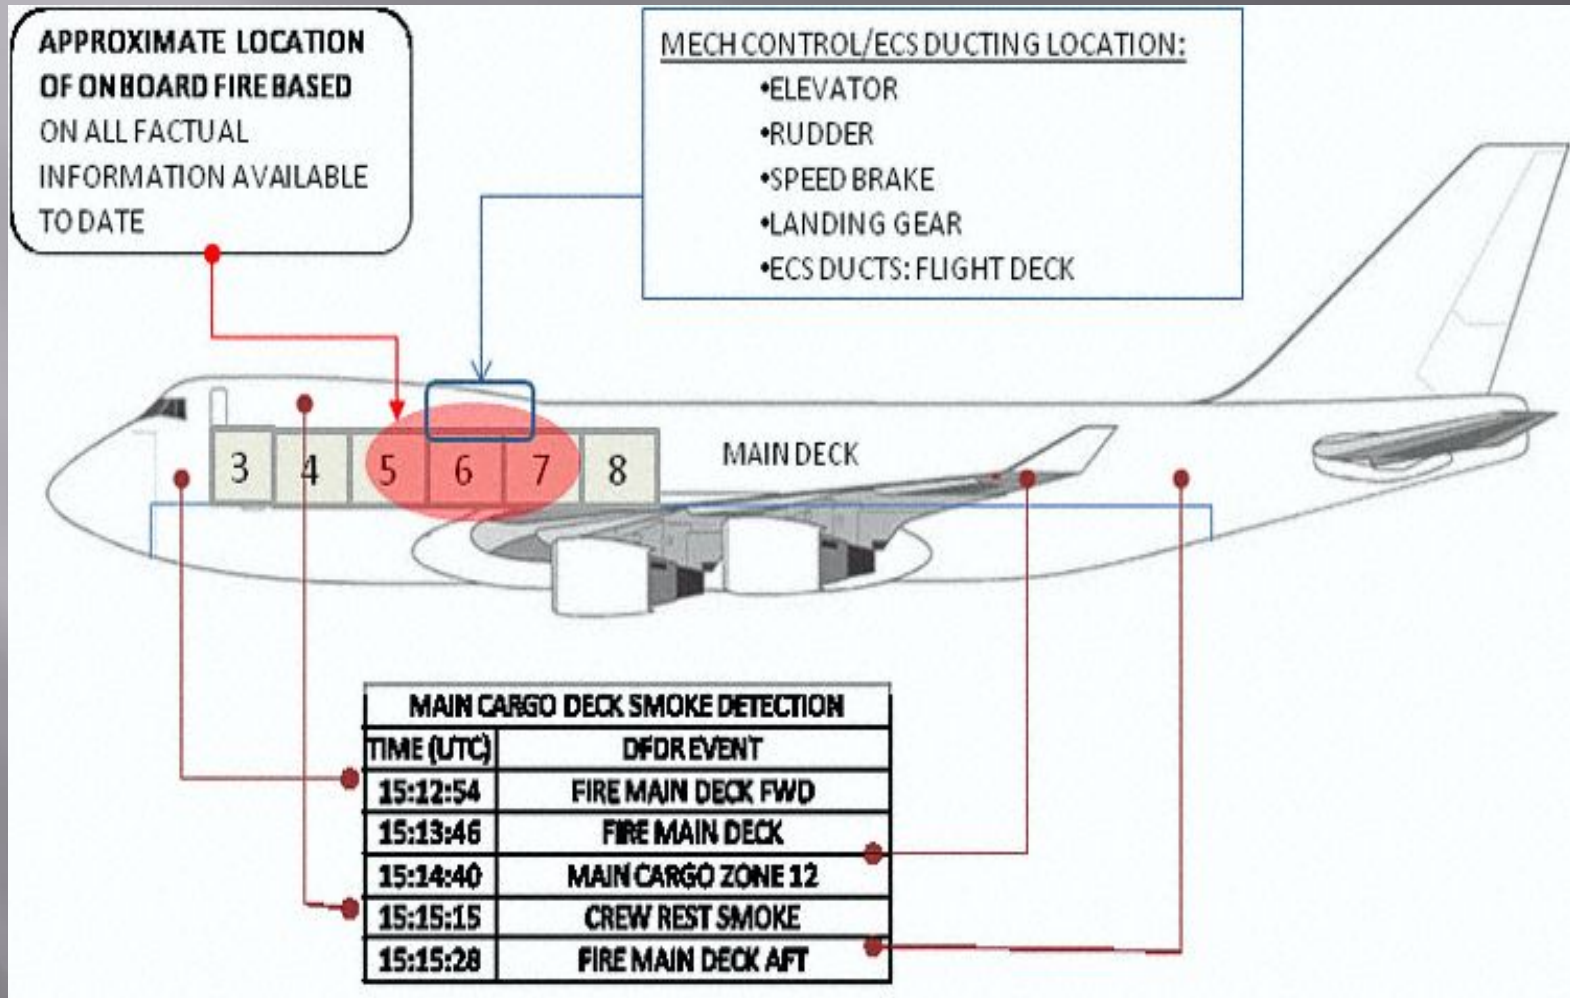 APPROXIMATE LOCATION
OF ONBOARD FIRE BASED
ON ALL FACTUAL
INFORMATION AVAILABLE
TO DATE
MECH CONTROL/ECS DUCTING LOCATION:
•ELEVATOR
•RUDDER
•SPEED BRAKE
•LANDING GEAR
•ECS DUCTS: FLIGHT DECK
3 4 5 6 7 8
MAIN DECK
MAIN CARGO DECK SMOKE DETECTION
TIME (UTC) DFDR EVENT
15:12:54 FIRE MAIN DECK FWD
15:13:46 FIRE MAIN DECK
15:14:40 MAIN CARGO ZONE 12
15:15:15 CREW REST SMOKE
15:15:28 FIRE MAIN DECK AFT